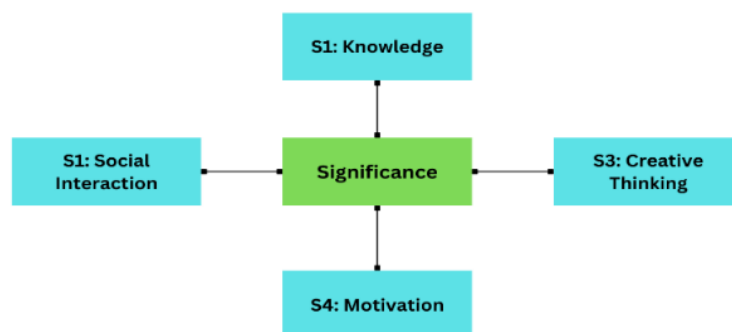 S1: Knowledge
S1: Social
Interaction
Significance
S3: Creative
Thinking
S4: Motivation